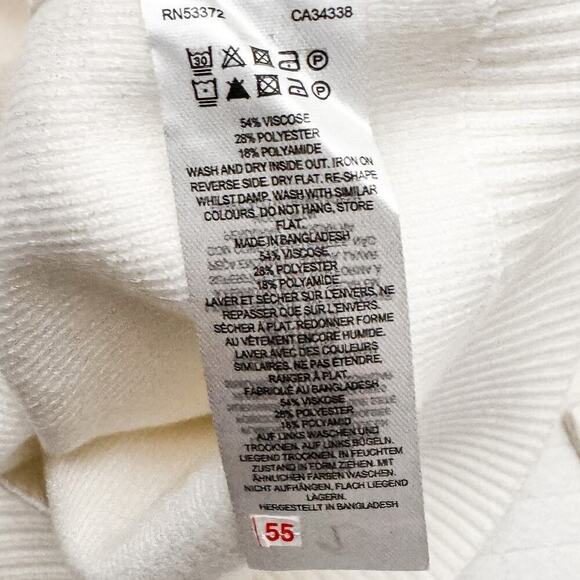 RN53372 CA34338
30 P
P
54% VISCOSE
28% POLYESTER
18% POLYAMIDE
WASH AND DRY INSIDE OUT. IRON ON
REVERSE SIDE. DRY FLAT. RE-SHAPE
WHILST DAMP. WASH WITH SIMILAR
COLOURS. DO NOT HANG, STORE
FLAT.
MADE IN BANGLADESH
54% VISCOSE
28% POLYESTER
18% POLYAMIDE
LAVER ET SÉCHER SUR L'ENVERS. NE
REPASSER QUE SUR L'ENVERS.
SÉCHER À PLAT. REDONNER FORME
AU VÊTEMENT ENCORE HUMIDE.
LAVER AVEC DES COULEURS
SIMILAIRES. NE PAS ÉTENDRE,
RANGER À PLAT.
FABRIQUÉ AU BANGLADESH
54% VISKOSE
28% POLYESTER
18% POLYAMID
AUF LINKS WASCHEN UND
TROCKNEN. AUF LINKS BÜGELN.
LIEGEND TROCKNEN. IN FEUCHTEM
ZUSTAND IN FORM ZIEHEN. MIT
ÄHNLICHEN FARBEN WASCHEN.
NICHT AUFHÄNGEN, FLACH LIEGEND
LAGERN.
HERGESTELLT IN BANGLADESH
55